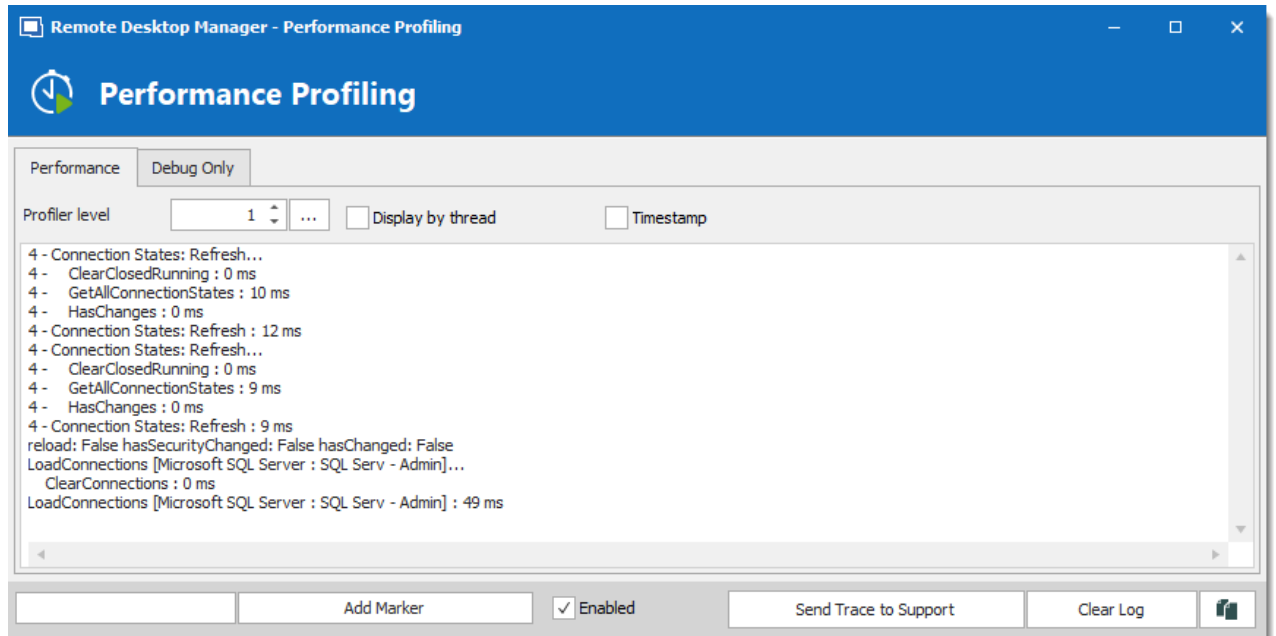 Remote Desktop Manager - Performance Profiling
Performance Profiling
Performance Debug Only
Profiler level 1 ... Display by thread Timestamp
4 - Connection States: Refresh...
4 - ClearClosedRunning : 0 ms
4 - GetAllConnectionStates : 10 ms
4 - HasChanges : 0 ms
4 - Connection States: Refresh : 12 ms
4 - Connection States: Refresh...
4 - ClearClosedRunning : 0 ms
4 - GetAllConnectionStates : 9 ms
4 - HasChanges : 0 ms
4 - Connection States: Refresh : 9 ms
reload: False hasSecurityChanged: False hasChanged: False
LoadConnections [Microsoft SQL Server : SQL Serv - Admin]...
ClearConnections : 0 ms
LoadConnections [Microsoft SQL Server : SQL Serv - Admin] : 49 ms
Add Marker Enabled Send Trace to Support Clear Log